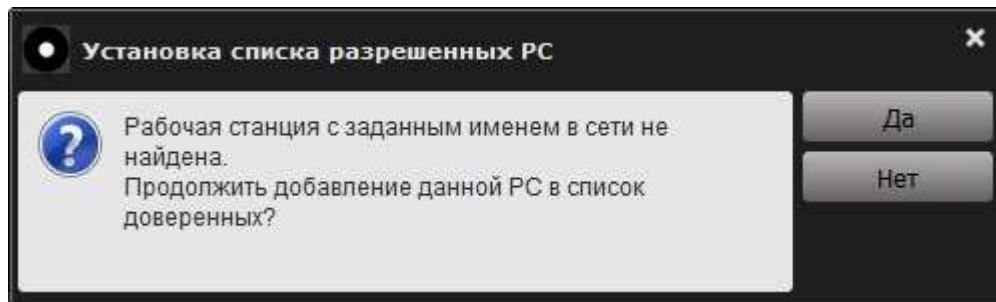 Установка списка разрешенных РС
Рабочая станция с заданным именем в сети не
найдена.
Продолжить добавление данной РС в список
доверенных?
Да
Нет